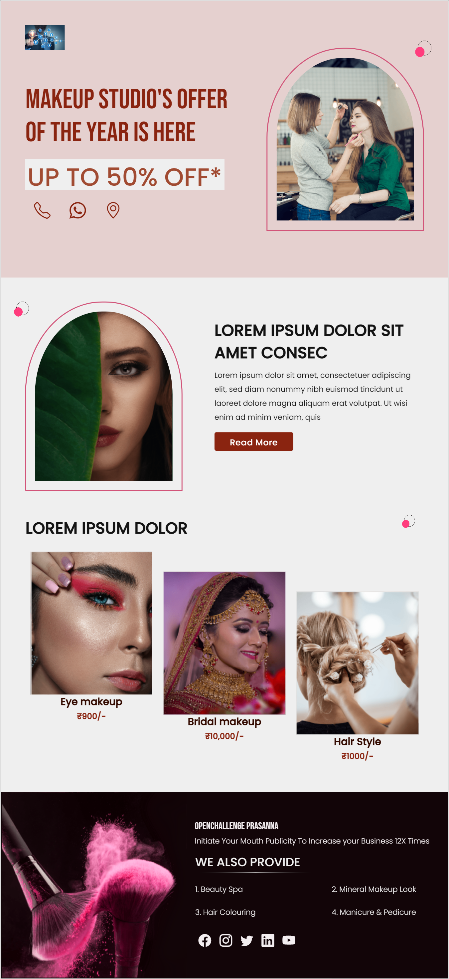 MAKEUP STUDIO'S OFFER
OF THE YEAR IS HERE
UP TO 50% OFF*
LOREM IPSUM DOLOR SIT
AMET CONSEC
Lorem ipsum dolor sit amet, consectetuer adipiscing
elit, sed diam nonummy nibh euismod tincidunt ut
laoreet dolore magna aliquam erat volutpat. Ut wisi
enim ad minim veniam, quis
Read More
LOREM IPSUM DOLOR
Eye makeup
₹900/-
Bridal makeup
₹10,000/-
Hair Style
₹1000/-
OPENCHALLENGE PRASANNA
Initiate Your Mouth Publicity To Increase your Business 12X Times
WE ALSO PROVIDE
1. Beauty Spa
2. Mineral Makeup Look
3. Hair Colouring
4. Manicure & Pedicure